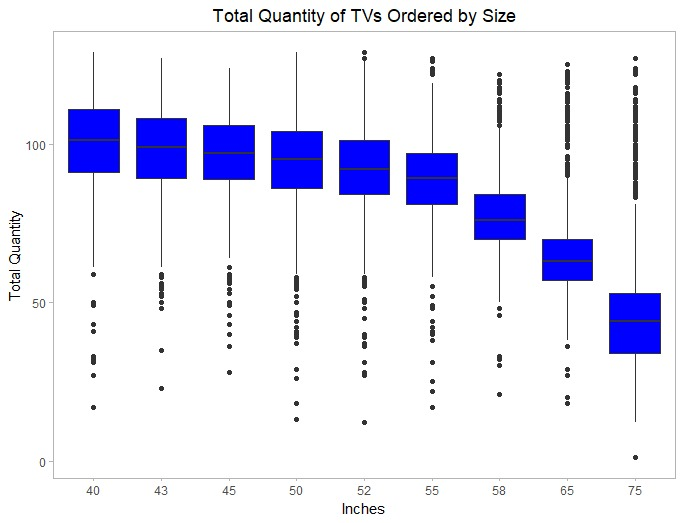 Total Quantity of TVs Ordered by Size
Total Quantity
100
50
0
40 43 45 50 52 55 58 65 75
Inches